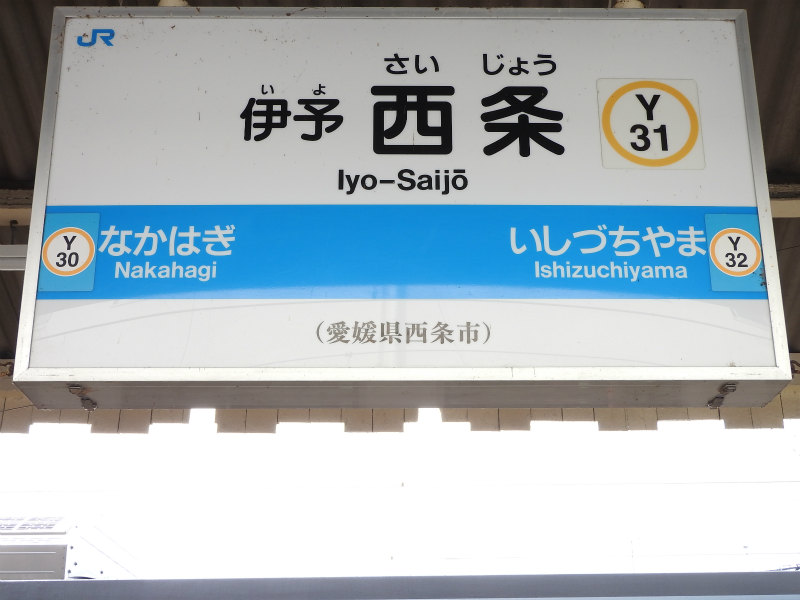 JR
いよ さい じょう
伊予 西条
Y
31
Iyo-Saijō
Y
30
なかはぎ
Nakahagi
いしづちやま
Ishizuchiyama
Y
32
(愛媛県西条市)